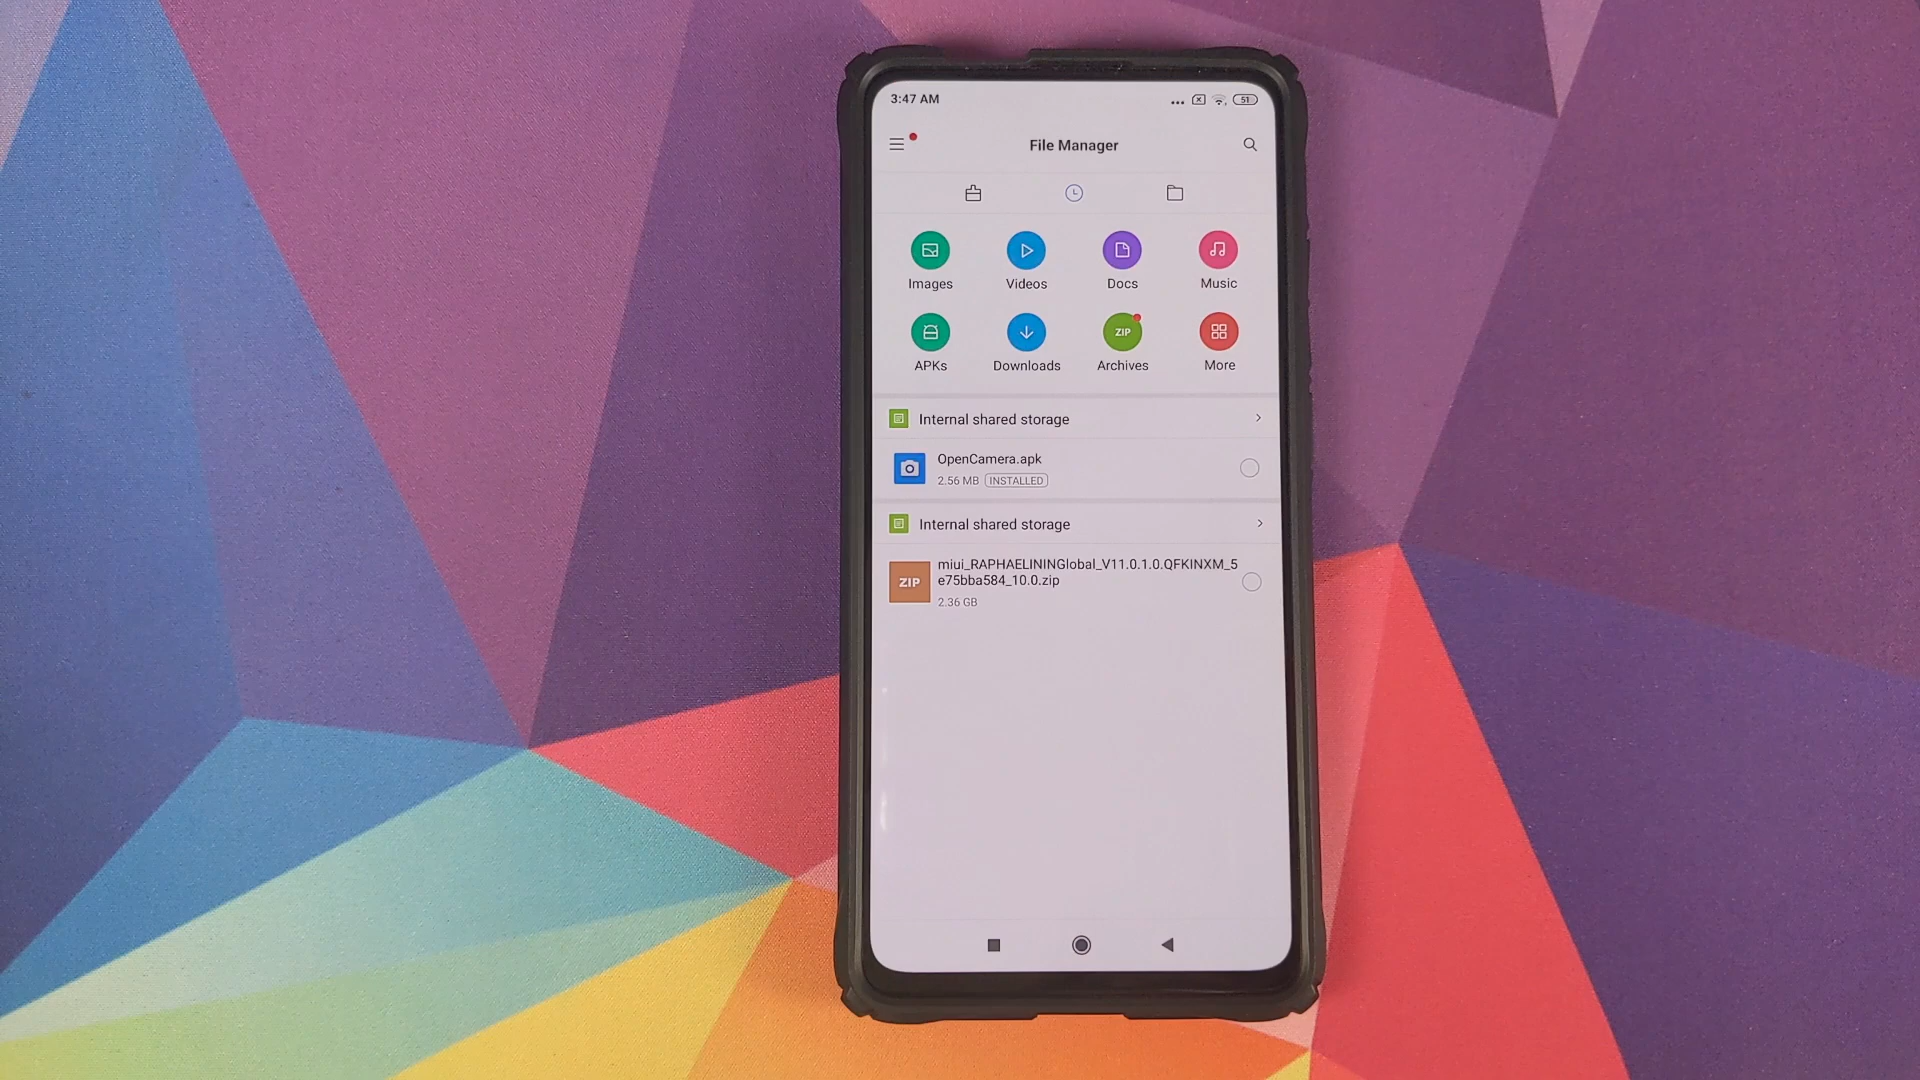 3:47 AM
51
File Manager
Images
Videos
Docs
Music
ZIP
APKs
Downloads
Archives
More
Internal shared storage
OpenCamera.apk
2.56 MB INSTALLED
Internal shared storage
miui_RAPHAELININGlobal_V11.0.1.0.QFKINXM_5
e75bba584_10.0.zip
ZIP
2.36 GB